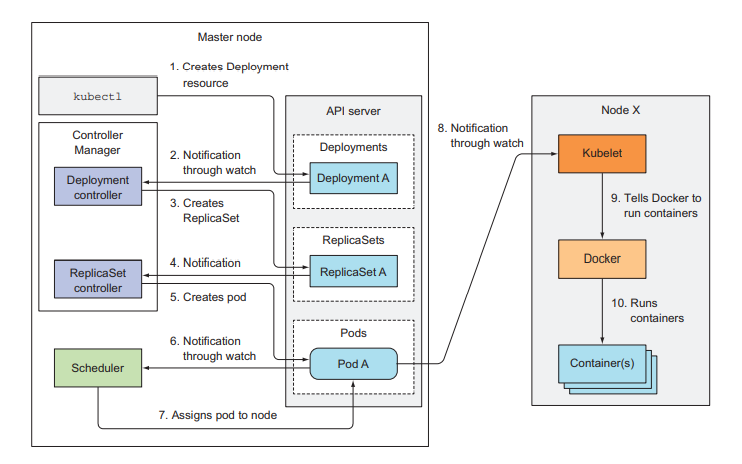 Master node
1. Creates Deployment
resource
kubectl
API server
Controller
Manager
Deployments
2. Notification
through watch
Deployment
controller
Deployment A
3. Creates
ReplicaSet
ReplicaSets
4. Notification
ReplicaSet
controller
ReplicaSet A
5. Creates pod
Pods
6. Notification
through watch
Scheduler
Pod A
7. Assigns pod to node
8. Notification
through watch
Node X
Kubelet
9. Tells Docker to
run containers
Docker
10. Runs
containers
Container(s)